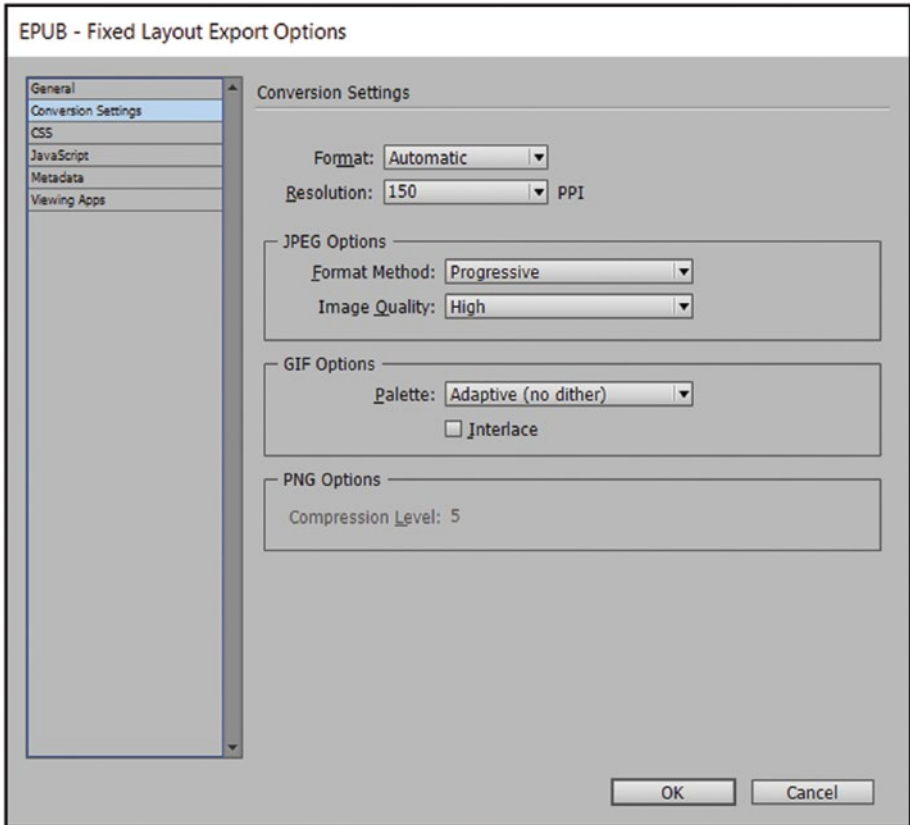 EPUB - Fixed Layout Export Options
General
Conversion Settings
CSS
JavaScript
Metadata
Viewing Apps
Conversion Settings
Format: Automatic
Resolution: 150 PPI
JPEG Options
Format Method: Progressive
Image Quality: High
GIF Options
Palette: Adaptive (no dither)
Interlace
PNG Options
Compression Level: 5
OK Cancel